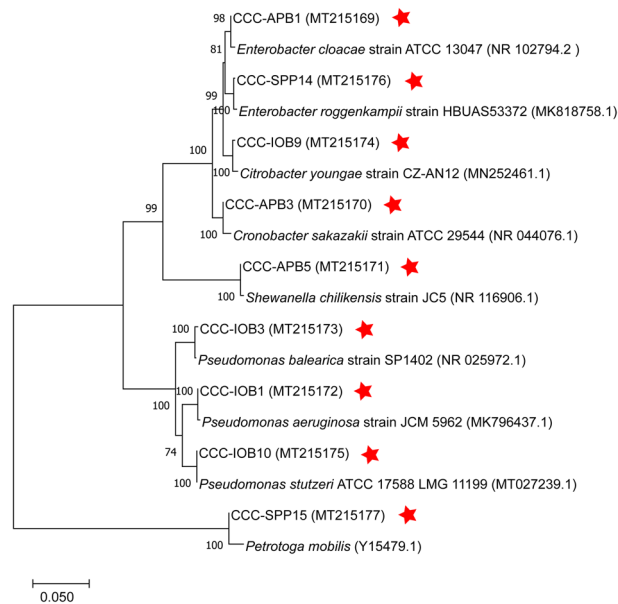 98
CCC-APB1 (MT215169)
81
Enterobacter cloacae strain ATCC 13047 (NR 102794.2 )
CCC-SPP14 (MT215176)
99
100
Enterobacter roggenkampii strain HBUAS53372 (MK818758.1)
CCC-IOB9 (MT215174)
100
100
Citrobacter youngae strain CZ-AN12 (MN252461.1)
CCC-APB3 (MT215170)
99
100
Cronobacter sakazakii strain ATCC 29544 (NR 044076.1)
CCC-APB5 (MT215171)
100
Shewanella chilikensis strain JC5 (NR 116906.1)
100
CCC-IOB3 (MT215173)
Pseudomonas balearica strain SP1402 (NR 025972.1)
100
CCC-IOB1 (MT215172)
100
Pseudomonas aeruginosa strain JCM 5962 (MK796437.1)
74
CCC-IOB10 (MT215175)
100
Pseudomonas stutzeri ATCC 17588 LMG 11199 (MT027239.1)
CCC-SPP15 (MT215177)
100
Petrotoga mobilis (Y15479.1)
0.050